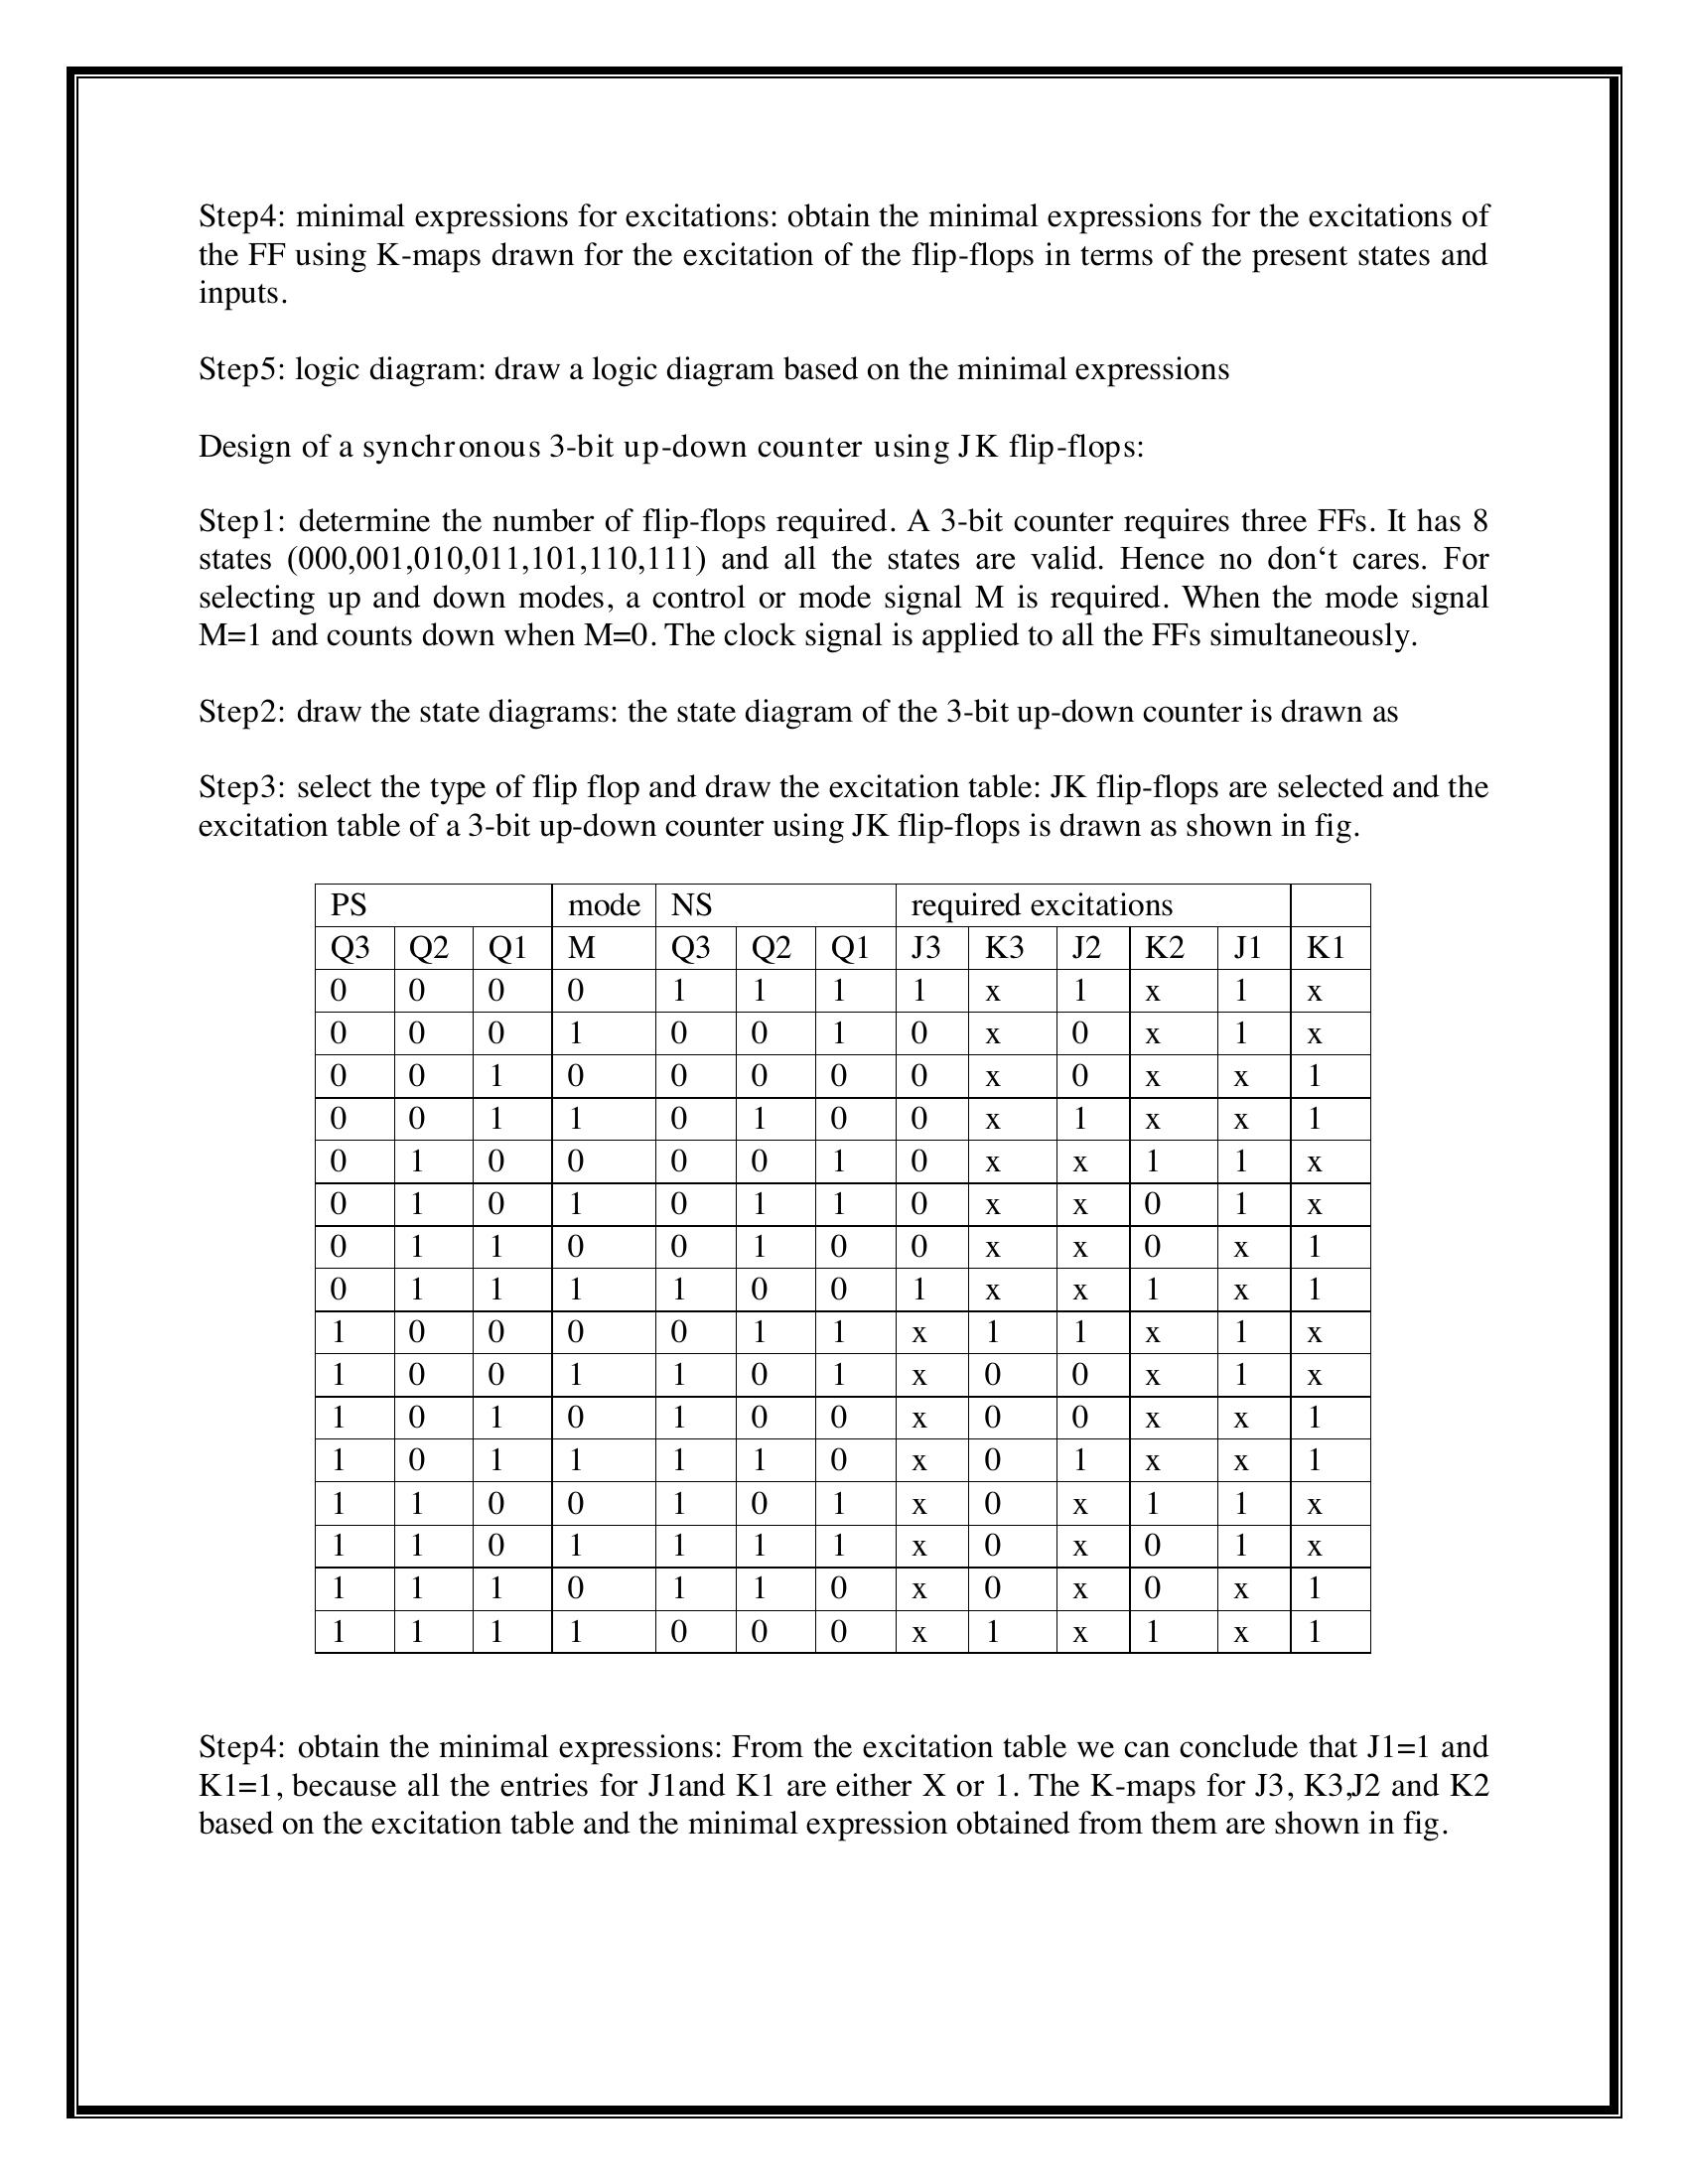 Step4: minimal expressions for excitations: obtain the minimal expressions for the excitations of
the FF using K-maps drawn for the excitation of the flip-flops in terms of the present states and
inputs.
Step5: logic diagram: draw a logic diagram based on the minimal expressions
Design of a synchronous 3-bit up-down counter using JK flip-flops:
Step1: determine the number of flip-flops required. A 3-bit counter requires three FFs. It has 8
states (000,001,010,011,101,110,111) and all the states are valid. Hence no don‘t cares. For
selecting up and down modes, a control or mode signal M is required. When the mode signal
M=1 and counts down when M=0. The clock signal is applied to all the FFs simultaneously.
Step2: draw the state diagrams: the state diagram of the 3-bit up-down counter is drawn as
Step3: select the type of flip flop and draw the excitation table: JK flip-flops are selected and the
excitation table of a 3-bit up-down counter using JK flip-flops is drawn as shown in fig.
PS mode NS required excitations
Q3 Q2 Q1 M Q3 Q2 Q1 J3 K3 J2 K2 J1 K1
0 0 0 0 1 1 1 1 x 1 x 1 x
0 0 0 1 0 0 1 0 x 0 x 1 x
0 0 1 0 0 0 0 0 x 0 x x 1
0 0 1 1 0 1 0 0 x 1 x x 1
0 1 0 0 0 0 1 0 x x 1 1 x
0 1 0 1 0 1 1 0 x x 0 1 x
0 1 1 0 0 1 0 0 x x 0 x 1
0 1 1 1 1 0 0 1 x x 1 x 1
1 0 0 0 0 1 1 x 1 1 x 1 x
1 0 0 1 1 0 1 x 0 0 x 1 x
1 0 1 0 1 0 0 x 0 0 x x 1
1 0 1 1 1 1 0 x 0 1 x x 1
1 1 0 0 1 0 1 x 0 x 1 1 x
1 1 0 1 1 1 1 x 0 x 0 1 x
1 1 1 0 1 1 0 x 0 x 0 x 1
1 1 1 1 0 0 0 x 1 x 1 x 1
Step4: obtain the minimal expressions: From the excitation table we can conclude that J1=1 and
K1=1, because all the entries for J1and K1 are either X or 1. The K-maps for J3, K3,J2 and K2
based on the excitation table and the minimal expression obtained from them are shown in fig.